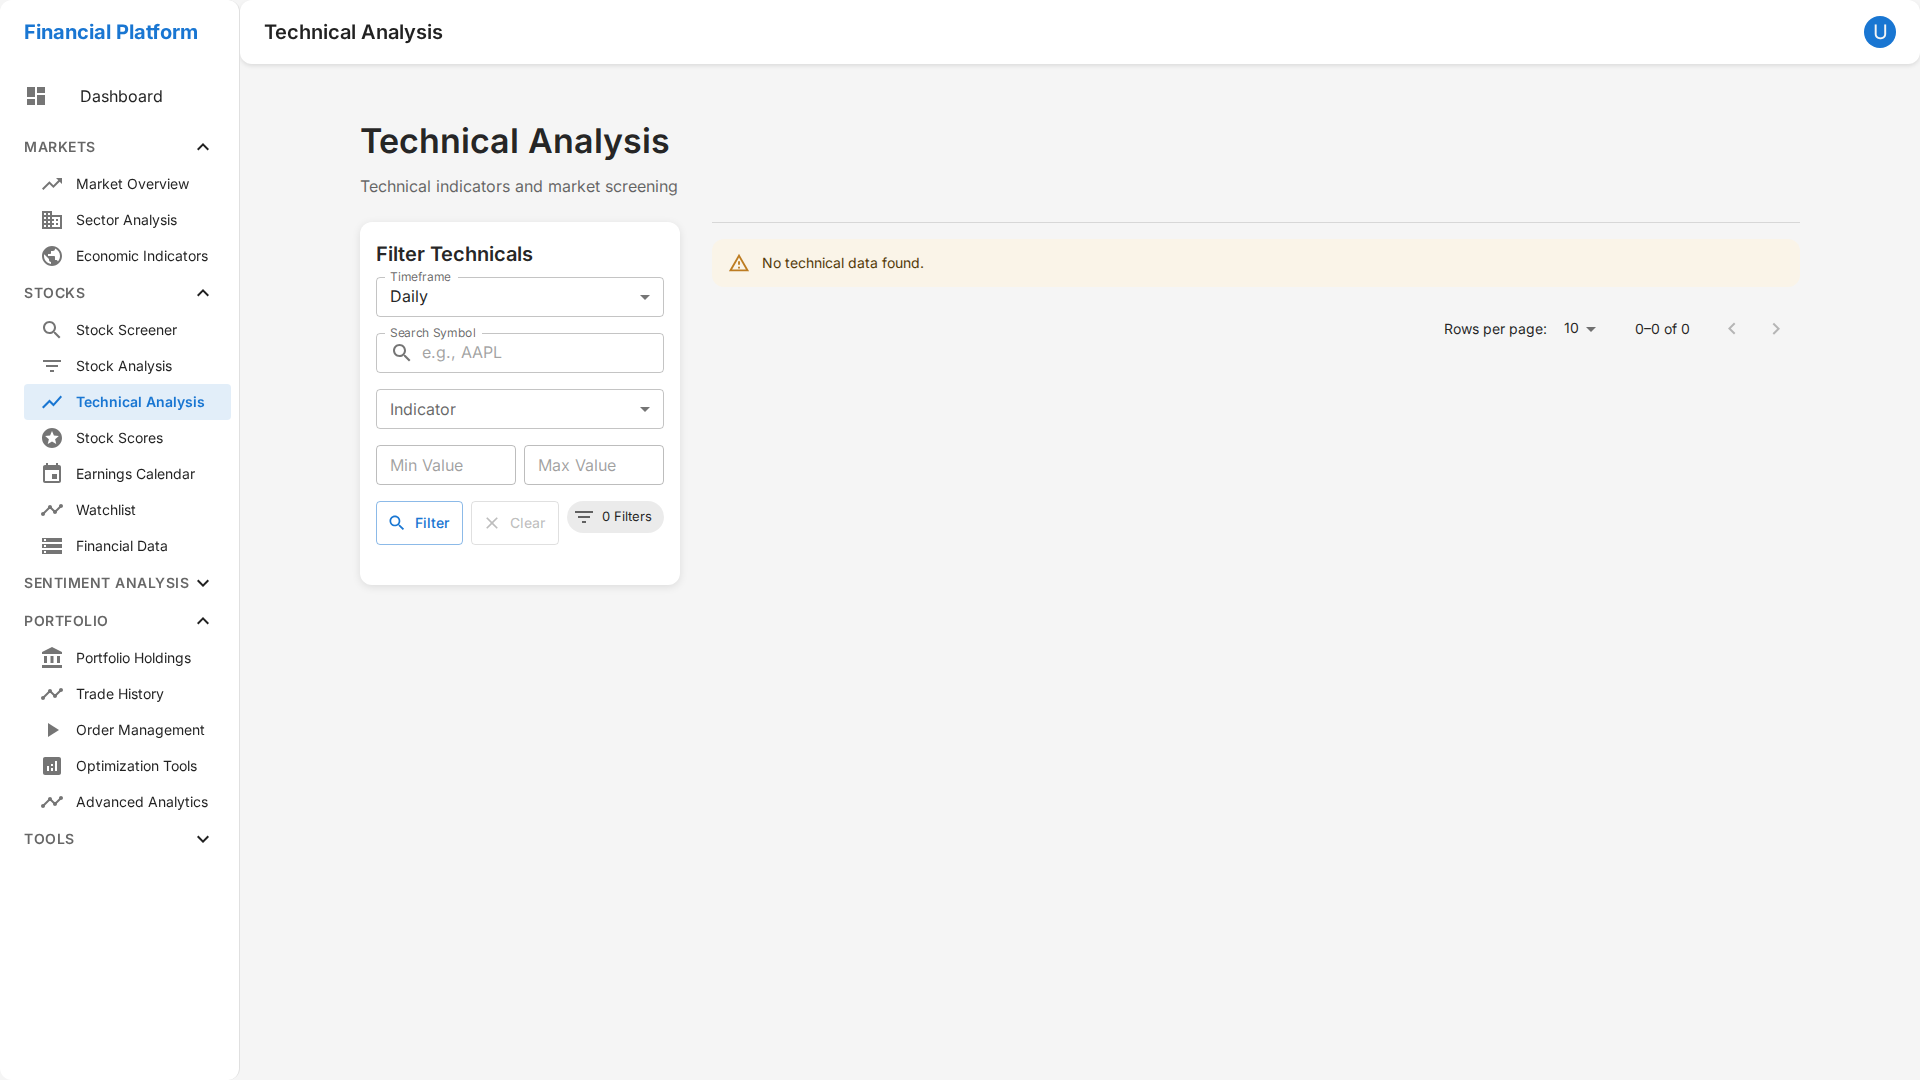 Financial Platform
Technical Analysis
U
Dashboard
MARKETS
Market Overview
Sector Analysis
Economic Indicators
STOCKS
Stock Screener
Stock Analysis
Technical Analysis
Stock Scores
Earnings Calendar
Watchlist
Financial Data
SENTIMENT ANALYSIS
PORTFOLIO
Portfolio Holdings
Trade History
Order Management
Optimization Tools
Advanced Analytics
TOOLS
Technical Analysis
Technical indicators and market screening
Filter Technicals
Timeframe
Daily
Search Symbol
e.g., AAPL
Indicator
Min Value Max Value
Filter Clear 0 Filters
No technical data found.
Rows per page: 10 0–0 of 0